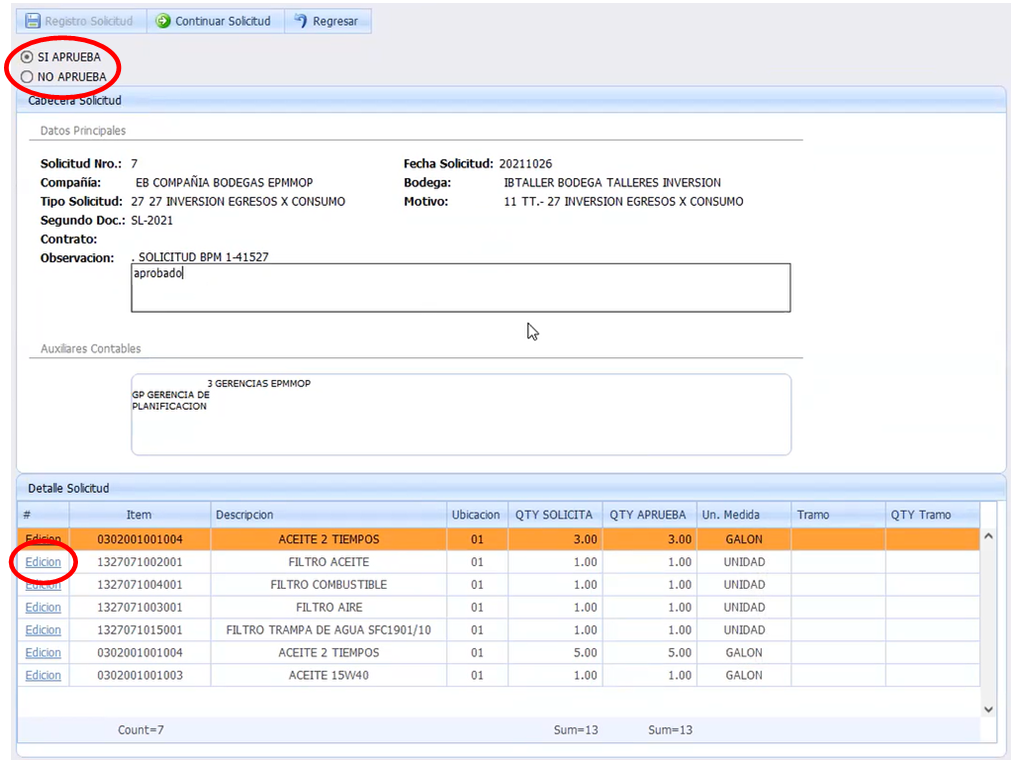 Registro Solicitud Continuar Solicitud Regresar
SI APRUEBA
NO APRUEBA
Cabecera Solicitud
Datos Principales
Solicitud Nro.: 7 Fecha Solicitud: 20211026
Compañía: EB COMPAÑIA BODEGAS EPMMOP Bodega: IBTALLER BODEGA TALLERES INVERSION
Tipo Solicitud: 27 27 INVERSION EGRESOS X CONSUMO Motivo: 11 TT.- 27 INVERSION EGRESOS X CONSUMO
Segundo Doc.: SL-2021
Contrato:
Observacion: . SOLICITUD BPM 1-41527
aprobado
Auxiliares Contables
3 GERENCIAS EPMMOP
GP GERENCIA DE
PLANIFICACION
Detalle Solicitud
# Item Descripcion Ubicacion QTY SOLICITA QTY APRUEBA Un. Medida Tramo QTY Tramo
Edicion 0302001001004 ACEITE 2 TIEMPOS 01 3.00 3.00 GALON
Edicion 1327071002001 FILTRO ACEITE 01 1.00 1.00 UNIDAD
Edicion 1327071004001 FILTRO COMBUSTIBLE 01 1.00 1.00 UNIDAD
Edicion 1327071003001 FILTRO AIRE 01 1.00 1.00 UNIDAD
Edicion 1327071015001 FILTRO TRAMPA DE AGUA SFC1901/10 01 1.00 1.00 UNIDAD
Edicion 0302001001004 ACEITE 2 TIEMPOS 01 5.00 5.00 GALON
Edicion 0302001001003 ACEITE 15W40 01 1.00 1.00 GALON
Count=7 Sum=13 Sum=13